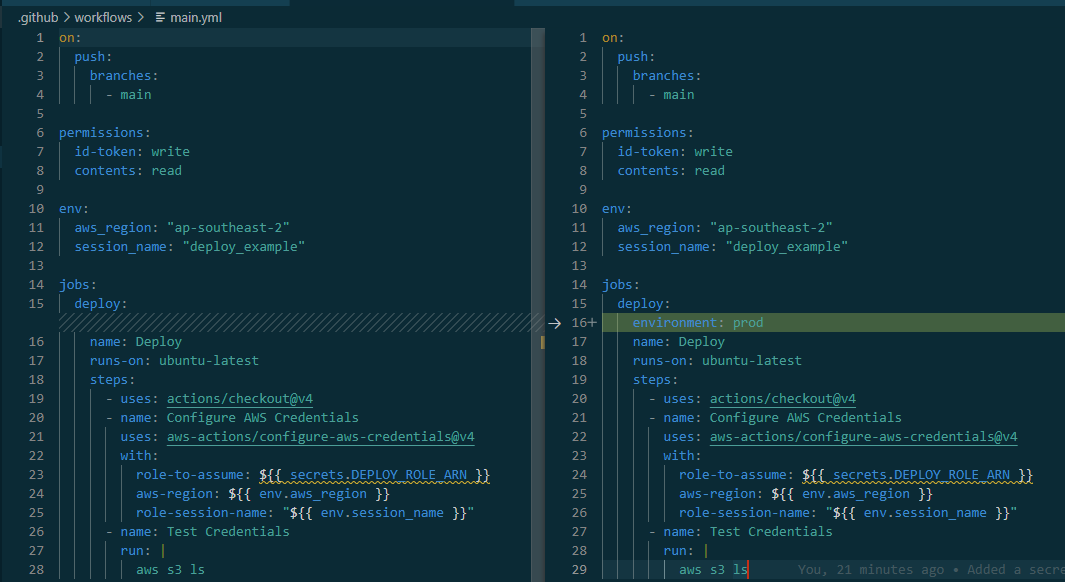 .github > workflows > main.yml
1 on:
2 push:
3 branches:
4 - main
5
6 permissions:
7 id-token: write
8 contents: read
9
10 env:
11 aws_region: "ap-southeast-2"
12 session_name: "deploy_example"
13
14 jobs:
15 deploy:
16 name: Deploy
17 runs-on: ubuntu-latest
18 steps:
19 - uses: actions/checkout@v4
20 - name: Configure AWS Credentials
21 uses: aws-actions/configure-aws-credentials@v4
22 with:
23 role-to-assume: ${{ secrets.DEPLOY_ROLE_ARN }}
24 aws-region: ${{ env.aws_region }}
25 role-session-name: "${{ env.session_name }}"
26 - name: Test Credentials
27 run: |
28 aws s3 ls
1 on:
2 push:
3 branches:
4 - main
5
6 permissions:
7 id-token: write
8 contents: read
9
10 env:
11 aws_region: "ap-southeast-2"
12 session_name: "deploy_example"
13
14 jobs:
15 deploy:
16+ environment: prod
17 name: Deploy
18 runs-on: ubuntu-latest
19 steps:
20 - uses: actions/checkout@v4
21 - name: Configure AWS Credentials
22 uses: aws-actions/configure-aws-credentials@v4
23 with:
24 role-to-assume: ${{ secrets.DEPLOY_ROLE_ARN }}
25 aws-region: ${{ env.aws_region }}
26 role-session-name: "${{ env.session_name }}"
27 - name: Test Credentials
28 run: |
29 aws s3 ls You, 21 minutes ago • Added a secre